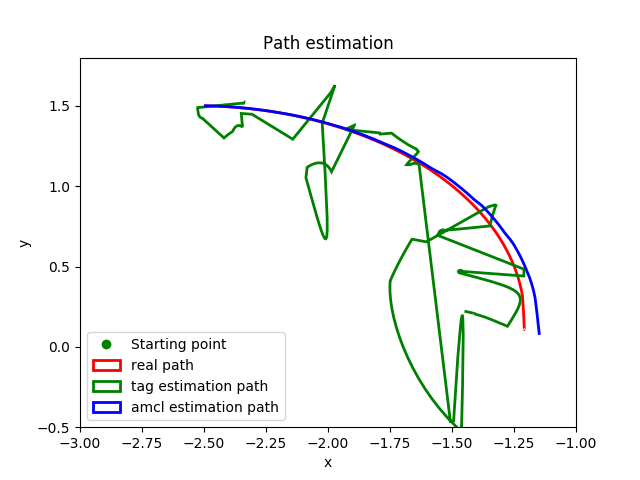 Path estimation
y
1.5
1.0
0.5
0.0
−0.5
Starting point
real path
tag estimation path
amcl estimation path
−3.00 −2.75 −2.50 −2.25 −2.00 −1.75 −1.50 −1.25 −1.00
x